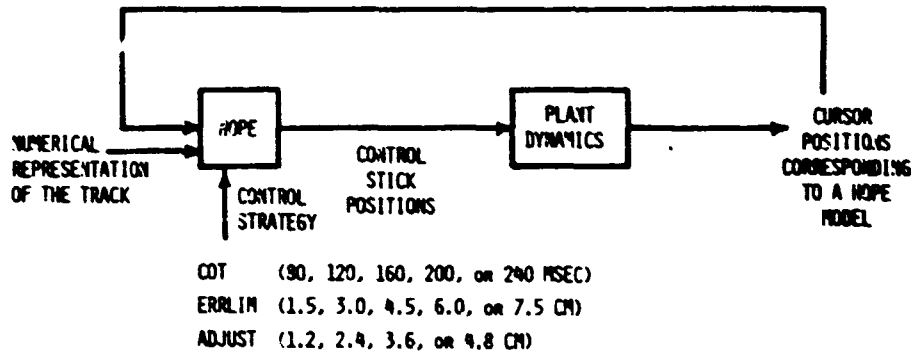 HOPE
PLANT
DYNAMICS
CURSOR
POSITIONS
CORRESPONDING
TO A HOPE
MODEL
NUMERICAL
REPRESENTATION
OF THE TRACK
CONTROL
STRATEGY
CONTROL
STICK
POSITIONS
CDT (80, 120, 160, 200, OR 240 MSEC)
ERRLIM (1.5, 3.0, 4.5, 6.0, OR 7.5 CM)
ADJUST (1.2, 2.4, 3.6, OR 4.8 CM)